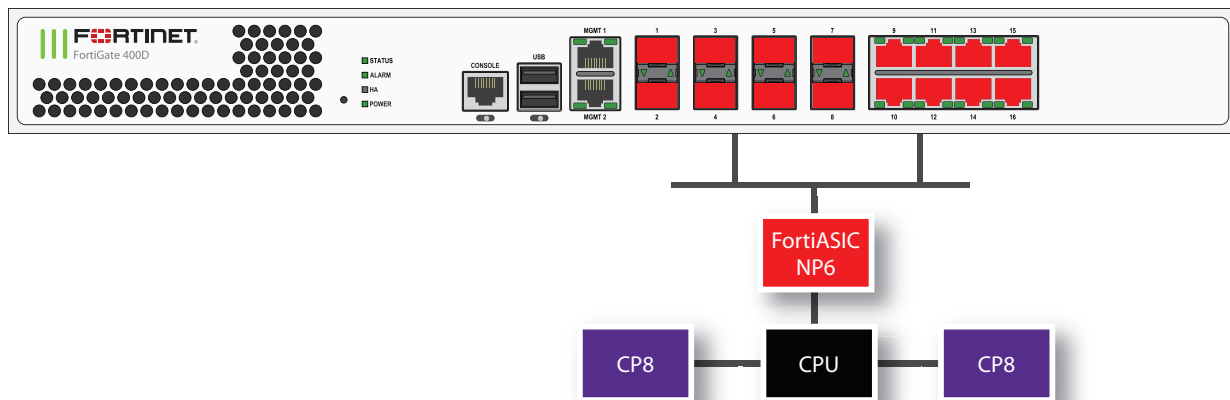 FORTINET
FortiGate 400D
STATUS
ALARM
HA
POWER
CONSOLE
USB
MGMT 1
MGMT 2
1 3 5 7
2 4 6 8
9 11 13 15
10 12 14 16
FortiASIC
NP6
CP8
CPU
CP8